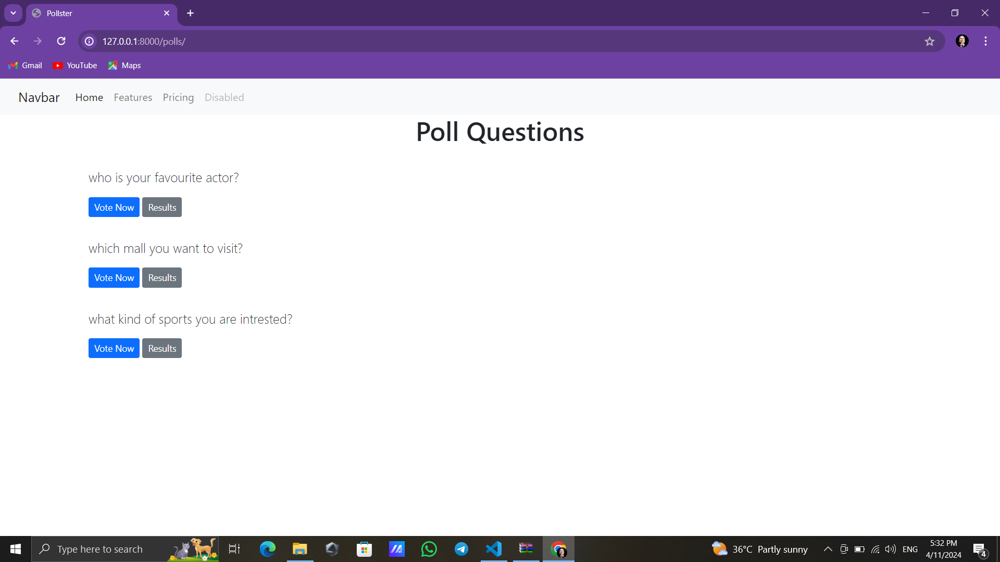 Pollster
127.0.0.1:8000/polls/
Gmail YouTube Maps
Navbar Home Features Pricing Disabled
Poll Questions
who is your favourite actor?
Vote Now Results
which mall you want to visit?
Vote Now Results
what kind of sports you are intrested?
Vote Now Results
Type here to search
36°C Partly sunny
ENG
5:32 PM
4/11/2024
4